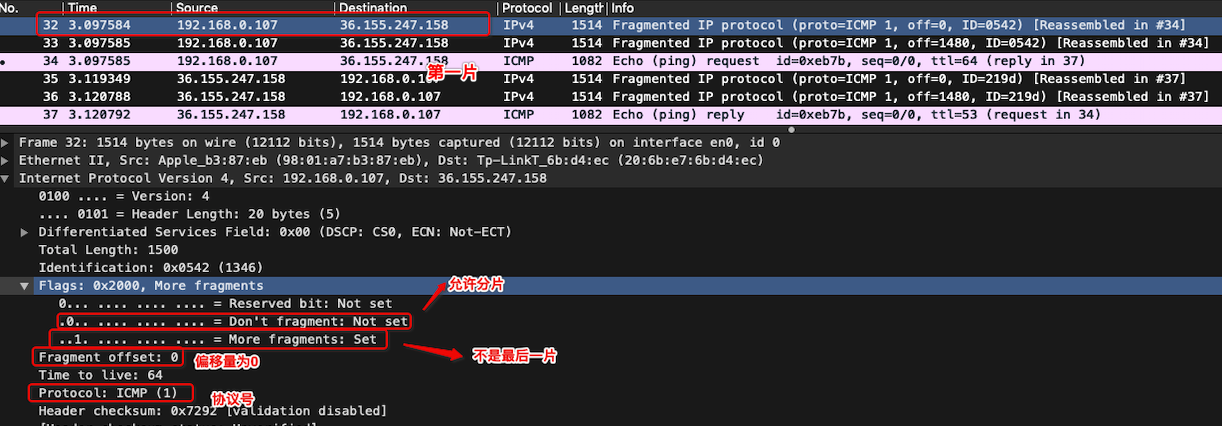 No. Time Source Destination Protocol Length Info
32 3.097584 192.168.0.107 36.155.247.158 IPv4 1514 Fragmented IP protocol (proto=ICMP 1, off=0, ID=0542) [Reassembled in #34]
33 3.097585 192.168.0.107 36.155.247.158 IPv4 1514 Fragmented IP protocol (proto=ICMP 1, off=1480, ID=0542) [Reassembled in #34]
34 3.097585 192.168.0.107 36.155.247.158 ICMP 1082 Echo (ping) request id=0xeb7b, seq=0/0, ttl=64 (reply in 37)
第一片
35 3.119349 36.155.247.158 192.168.0.107 IPv4 1514 Fragmented IP protocol (proto=ICMP 1, off=0, ID=219d) [Reassembled in #37]
36 3.120788 36.155.247.158 192.168.0.107 IPv4 1514 Fragmented IP protocol (proto=ICMP 1, off=1480, ID=219d) [Reassembled in #37]
37 3.120792 36.155.247.158 192.168.0.107 ICMP 1082 Echo (ping) reply id=0xeb7b, seq=0/0, ttl=53 (request in 34)
Frame 32: 1514 bytes on wire (12112 bits), 1514 bytes captured (12112 bits) on interface en0, id 0
Ethernet II, Src: Apple_b3:87:eb (98:01:a7:b3:87:eb), Dst: Tp-LinkT_6b:d4:ec (20:6b:e7:6b:d4:ec)
Internet Protocol Version 4, Src: 192.168.0.107, Dst: 36.155.247.158
0100 .... = Version: 4
.... 0101 = Header Length: 20 bytes (5)
Differentiated Services Field: 0x00 (DSCP: CS0, ECN: Not-ECT)
Total Length: 1500
Identification: 0x0542 (1346)
Flags: 0x2000, More fragments
允许分片
0... .... .... .... = Reserved bit: Not set
.0.. .... .... .... = Don't fragment: Not set
..1. .... .... .... = More fragments: Set
不是最后一片
Fragment offset: 0
偏移量为0
Time to live: 64
Protocol: ICMP (1)
协议号
Header checksum: 0x7292 [validation disabled]